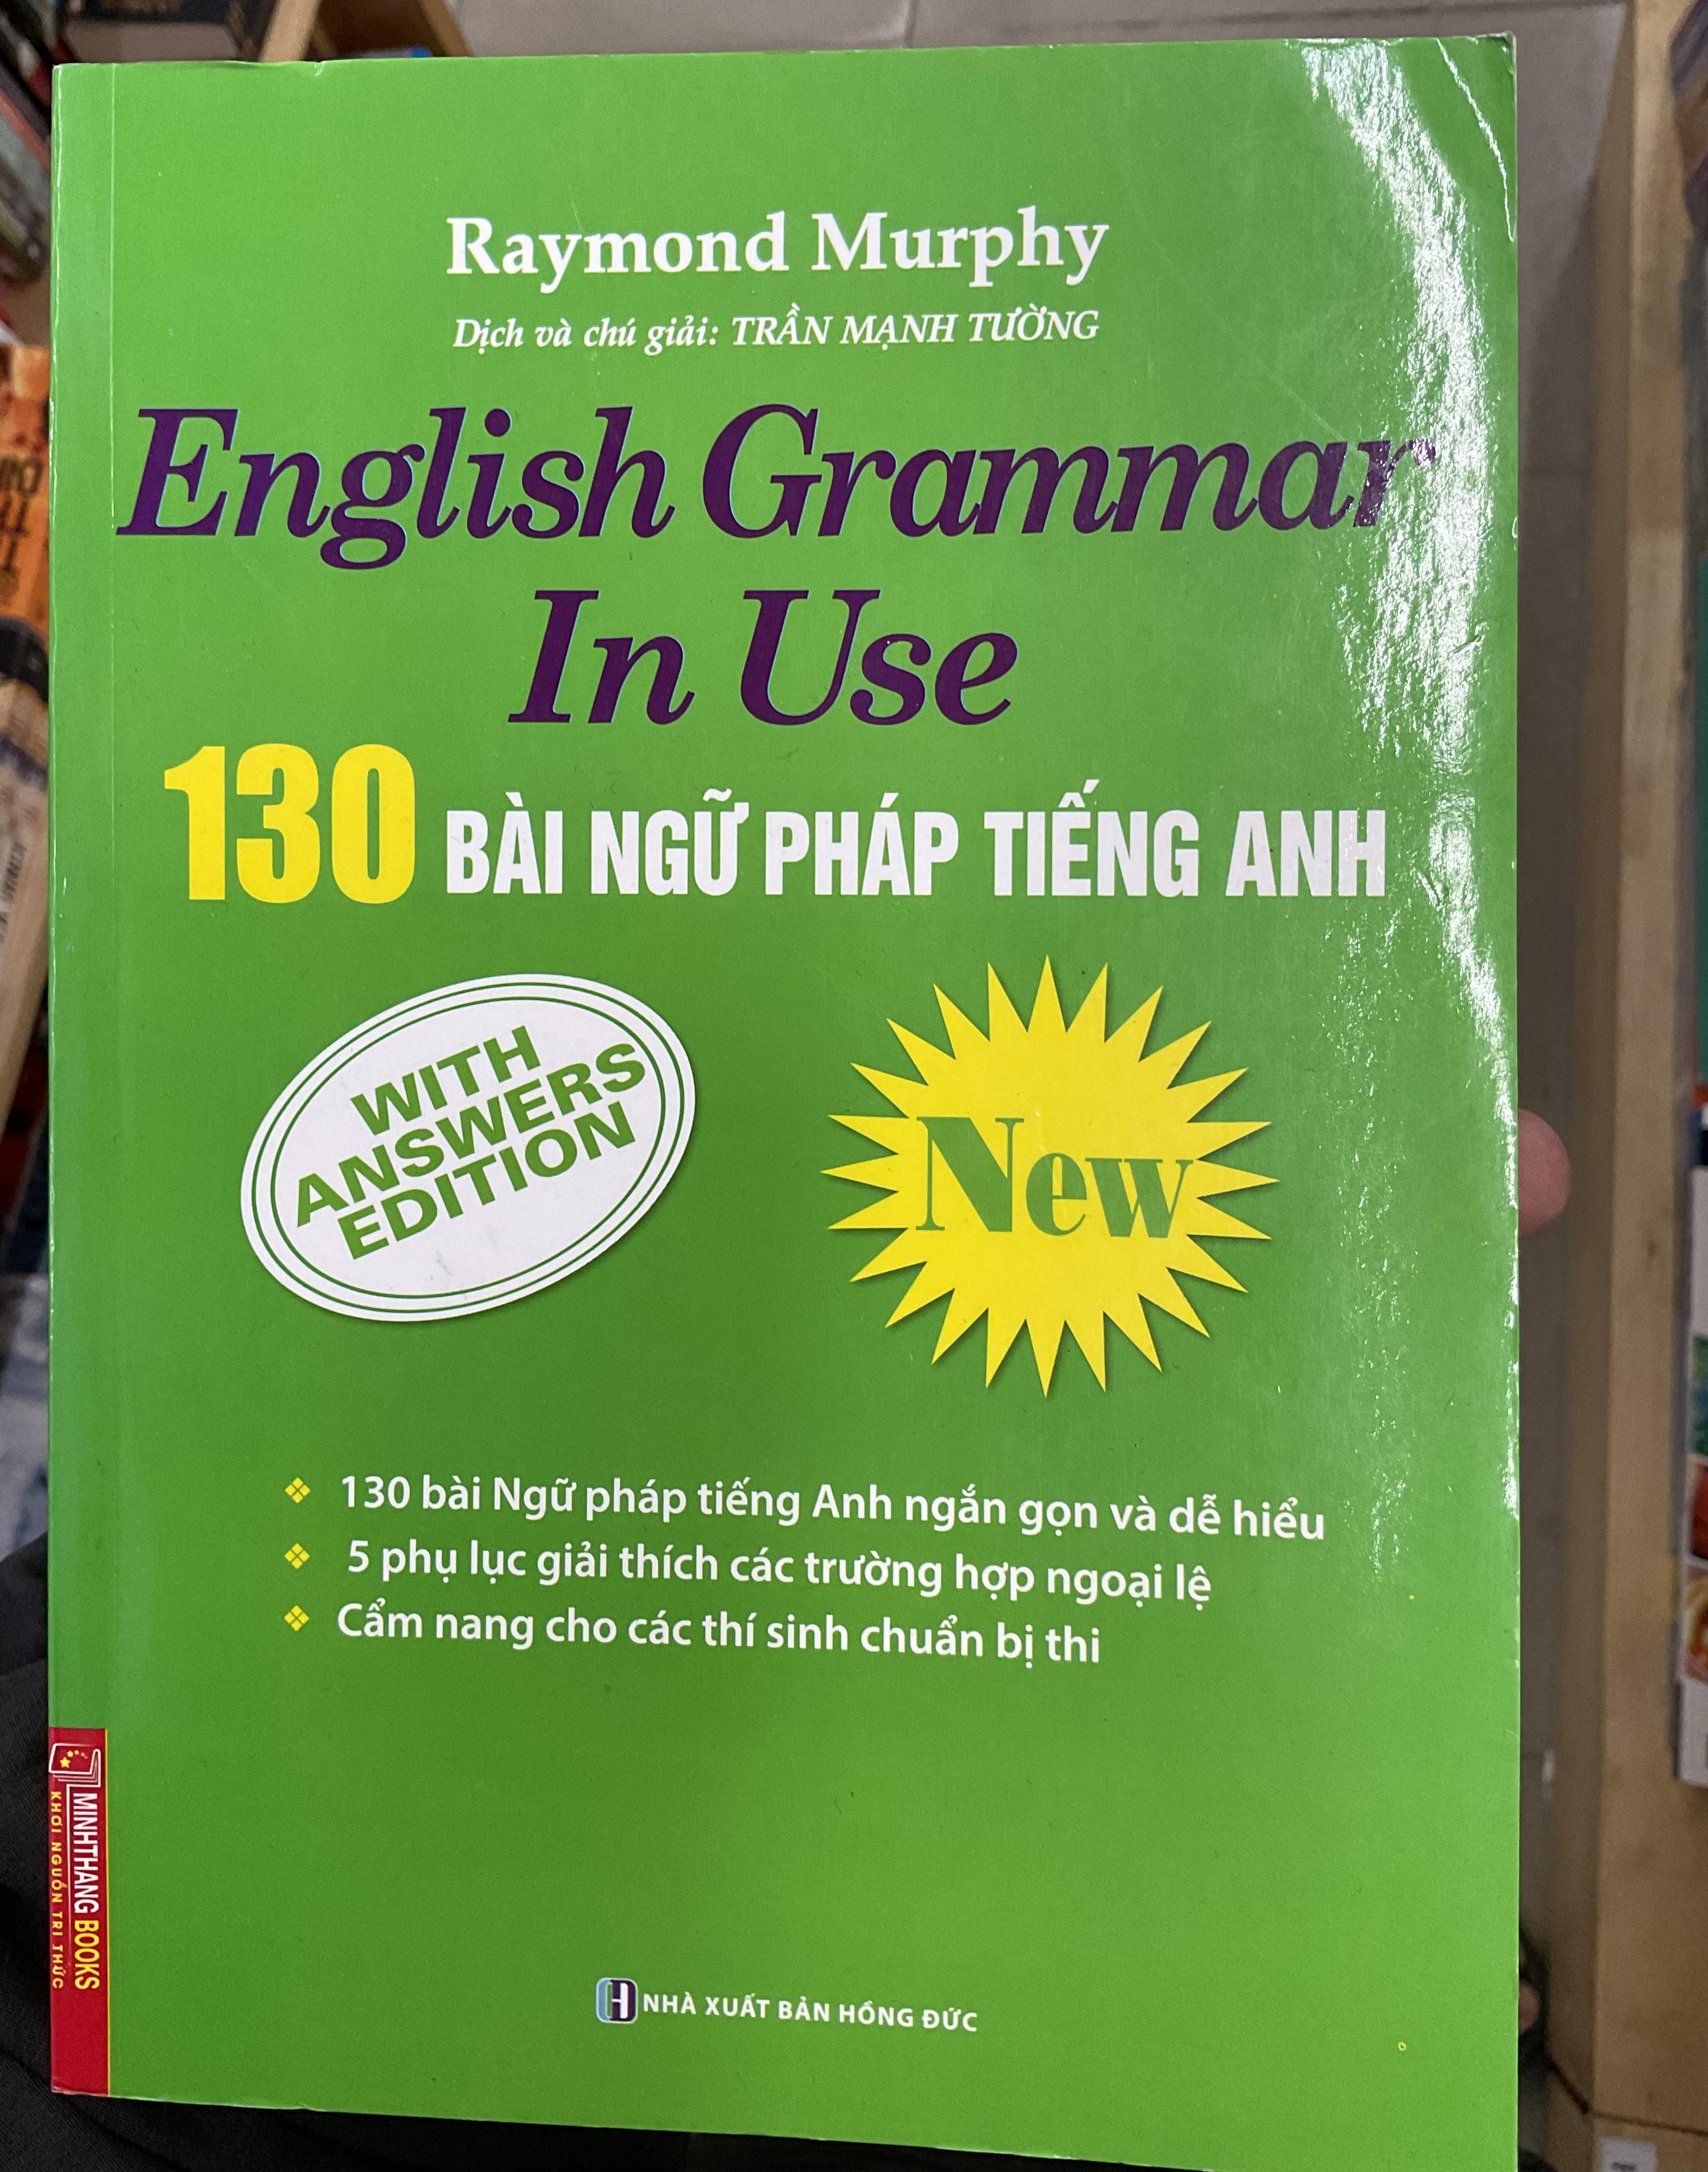 Raymond Murphy
Dịch và chú giải: TRẦN MẠNH TƯỜNG
English Grammar
In Use
130 BÀI NGỮ PHÁP TIẾNG ANH
WITH
ANSWERS
EDITION
New
130 bài Ngữ pháp tiếng Anh ngắn gọn và dễ hiểu
5 phụ lục giải thích các trường hợp ngoại lệ
Cẩm nang cho các thí sinh chuẩn bị thi
MINHTHANG BOOKS
KHƠI NGUỒN TRI THỨC
NHÀ XUẤT BẢN HỒNG ĐỨC